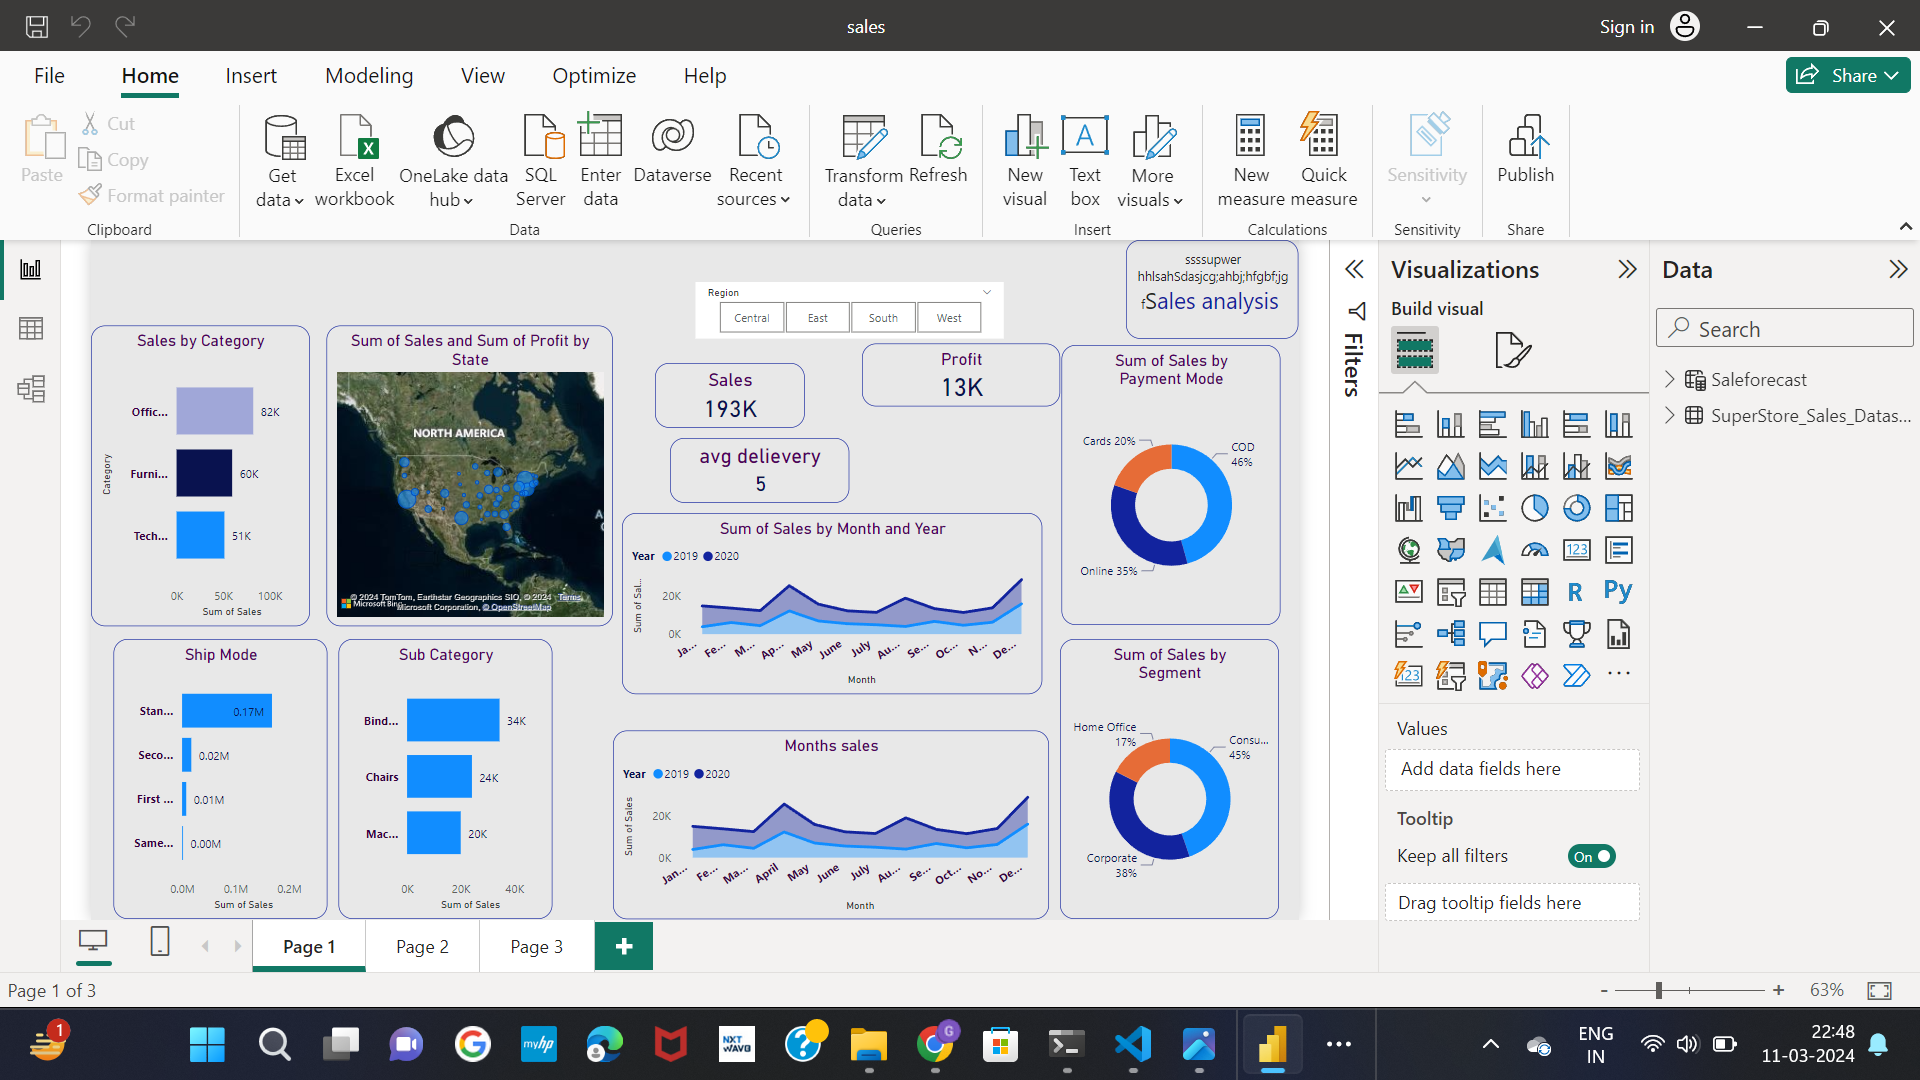 sales
Sign in
File
Home
Insert
Modeling
View
Optimize
Help
Share
Paste
Cut
Copy
Format painter
Clipboard
Get data
Excel workbook
OneLake data hub
SQL Server
Enter data
Dataverse
Recent sources
Data
Transform data
Refresh
Queries
New visual
Text box
More visuals
Insert
New measure
Quick measure
Calculations
Sensitivity
Sensitivity
Publish
Share
ssssupwer
hhlsahSdasjcg;ahbj;hfgbf;jg
fSales analysis
Region
Central
East
South
West
Sales by Category
Category
Offic...
82K
Furni...
60K
Tech...
51K
0K 50K 100K
Sum of Sales
Sum of Sales and Sum of Profit by
State
NORTH AMERICA
© 2024 TomTom, Earthstar Geographics SIO, © 2024
Terms
Microsoft Bing
Microsoft Corporation, © OpenStreetMap
Sales
193K
Profit
13K
avg delievery
5
Sum of Sales by
Payment Mode
Cards 20%
COD
46%
Online 35%
Sum of Sales by Month and Year
Year 2019 2020
Sum of Sal...
20K
0K
Ja... Fe... M... Ap... May June July Au... Se... Oc... N... De...
Month
Ship Mode
Stan...
0.17M
Seco...
0.02M
First ...
0.01M
Same...
0.00M
0.0M 0.1M 0.2M
Sum of Sales
Sub Category
Bind...
34K
Chairs
24K
Mac...
20K
0K 20K 40K
Sum of Sales
Months sales
Year 2019 2020
Sum of Sales
20K
0K
Jan... Fe... Ma... April May June July Au... Se... Oct... No... De...
Month
Sum of Sales by
Segment
Home Office
17%
Consu...
45%
Corporate
38%
Filters
Visualizations
Build visual
123
R
Py
123
Values
Add data fields here
Tooltip
Keep all filters
On
Drag tooltip fields here
Data
Search
Saleforecast
SuperStore_Sales_Datas...
Page 1
Page 2
Page 3
Page 1 of 3
- + 63%
1
myhp
NXT
WAVE
G
ENG
IN
22:48
11-03-2024